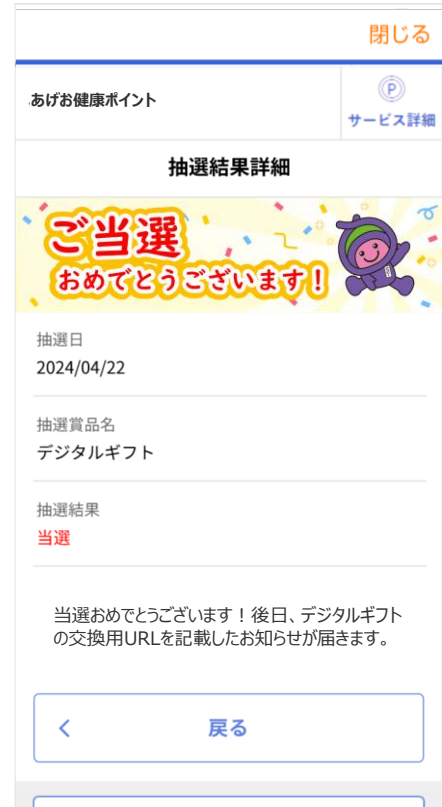 閉じる
あげお健康ポイント
P
サービス詳細
抽選結果詳細
ご当選
おめでとうございます！
抽選日
2024/04/22
抽選賞品名
デジタルギフト
抽選結果
当選
当選おめでとうございます！後日、デジタルギフト
の交換用URLを記載したお知らせが届きます。
戻る